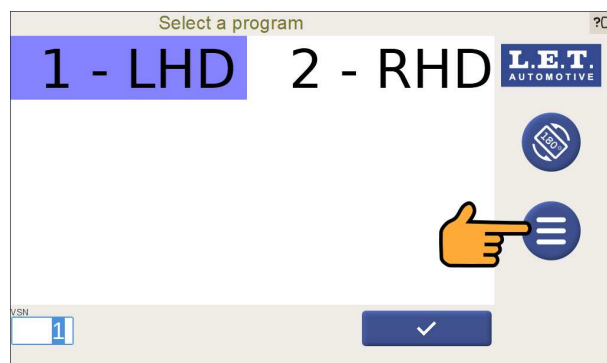 Select a program
?
1 - LHD 2 - RHD
L.E.T.
AUTOMOTIVE
180°
VSN
1